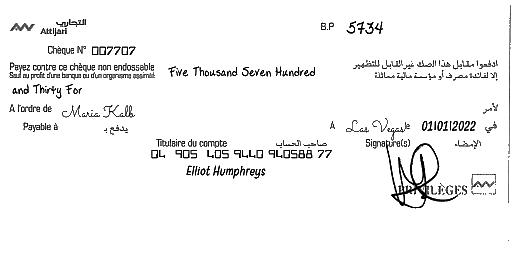 التجاري
Attijari
B.P 5734
Chèque N° 007707
Payez contre ce chèque non endossable
Sauf au profit d'une banque ou d'un organisme assimilé
Five Thousand Seven Hundred
ادفعوا مقابل هذا الصك غير القابل للتظهير
إلا لفائدة مصرف أو مؤسسة مالية مماثلة
and Thirty For
A l'ordre de Maria Kalb
لأمر
Payable à يدفع بـ
A Las Vegas le 01/01/2022 في
Titulaire du compte صاحب الحساب
Signature(s) الإمضاء
04 905 405 9440 940588 77
Elliot Humphreys
PRIVILÈGES